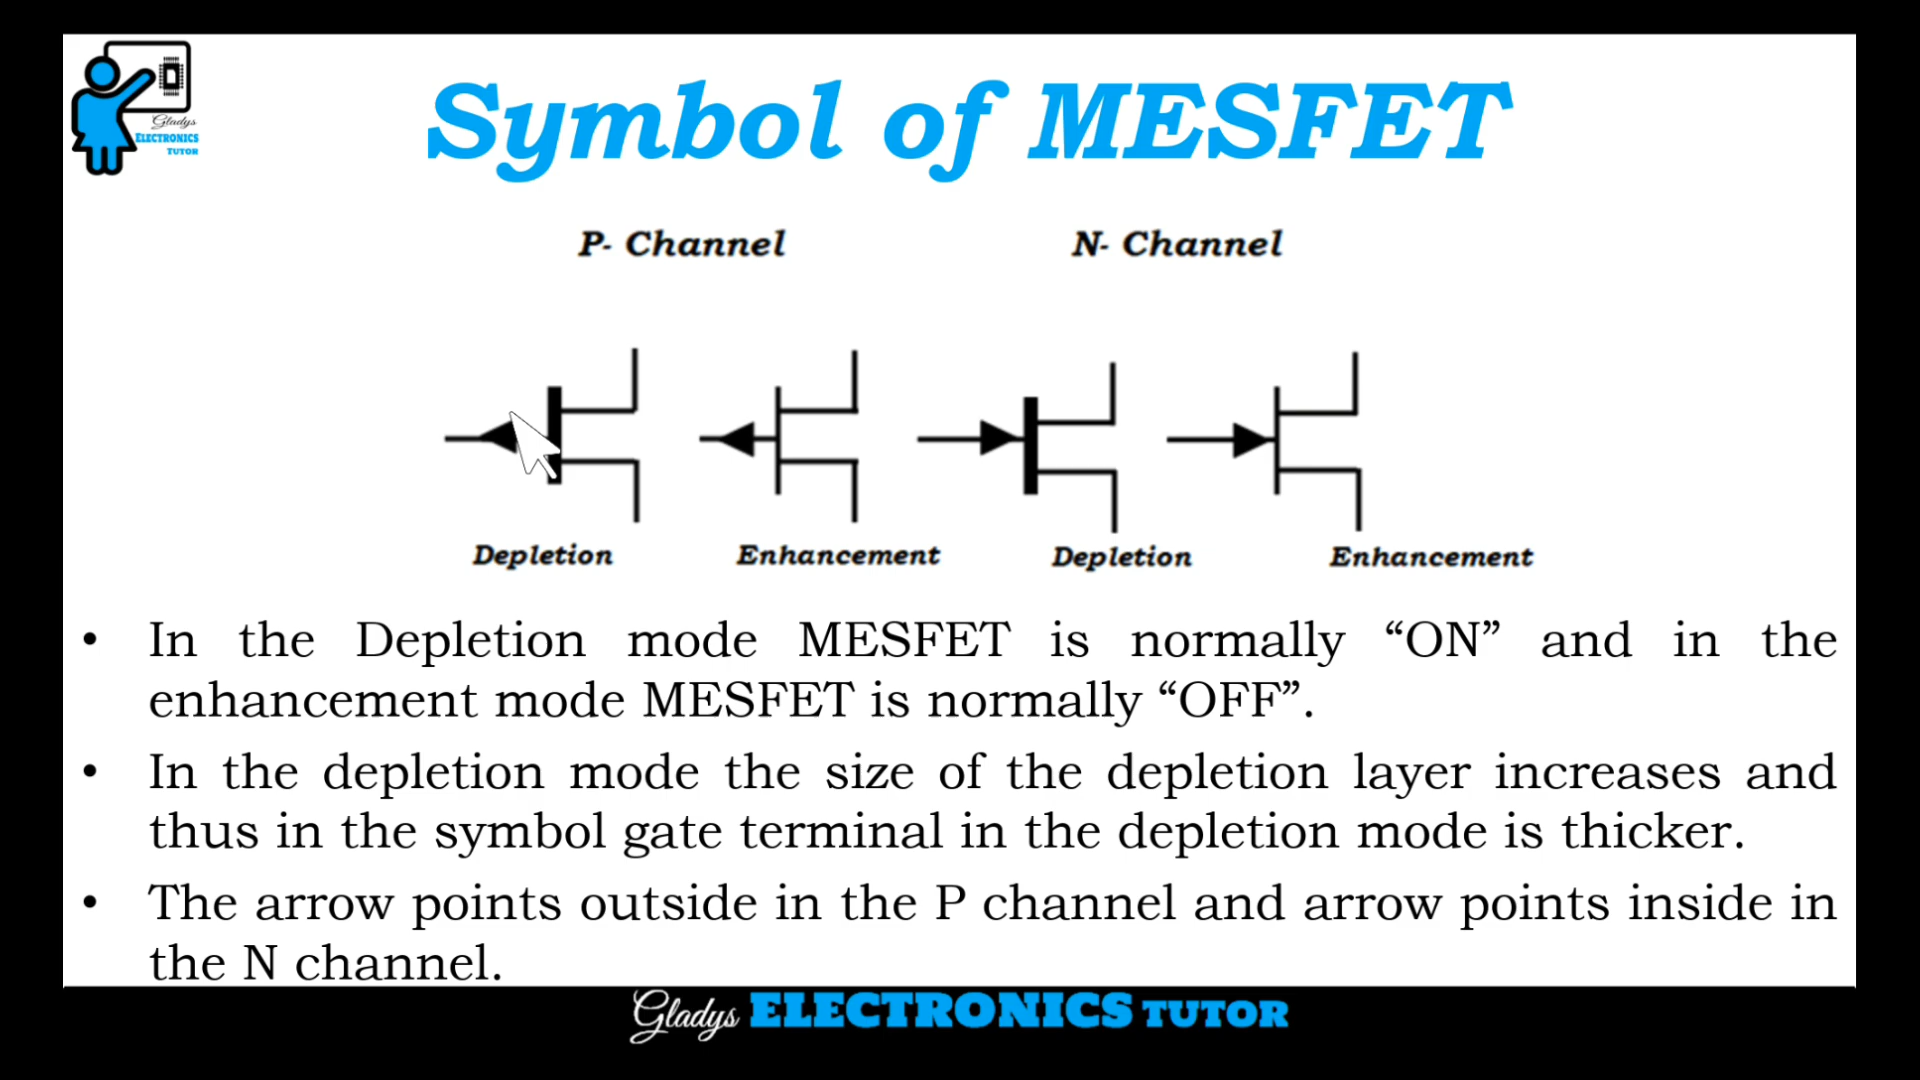 Gladys
ELECTRONICS
TUTOR
Symbol of MESFET
P- Channel
N- Channel
Depletion
Enhancement
Depletion
Enhancement
• In the Depletion mode MESFET is normally “ON” and in the
enhancement mode MESFET is normally “OFF”.
• In the depletion mode the size of the depletion layer increases and
thus in the symbol gate terminal in the depletion mode is thicker.
• The arrow points outside in the P channel and arrow points inside in
the N channel.
Gladys ELECTRONICS TUTOR